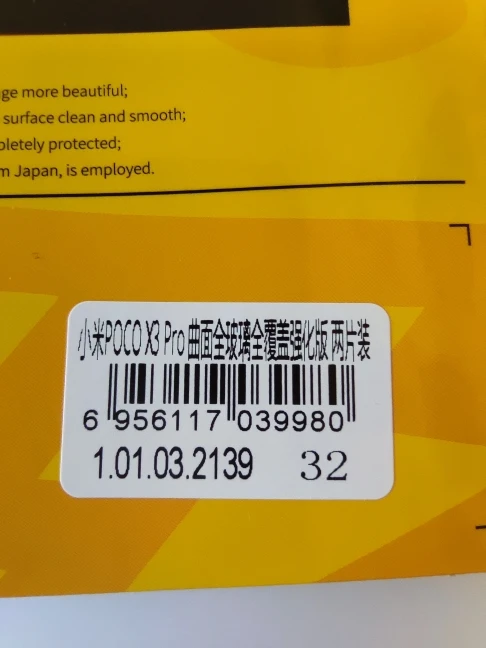 ge more beautiful;
surface clean and smooth;
pletely protected;
m Japan, is employed.
小米POCO X3 Pro 曲面全玻璃全覆盖强化版 两片装
6 956117 039980
1.01.03.2139 32